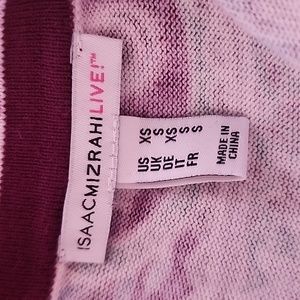 ISAACMIZRAHILIVE!™
US XS
UK S
DE XS
IT S
FR S
MADE IN
CHINA